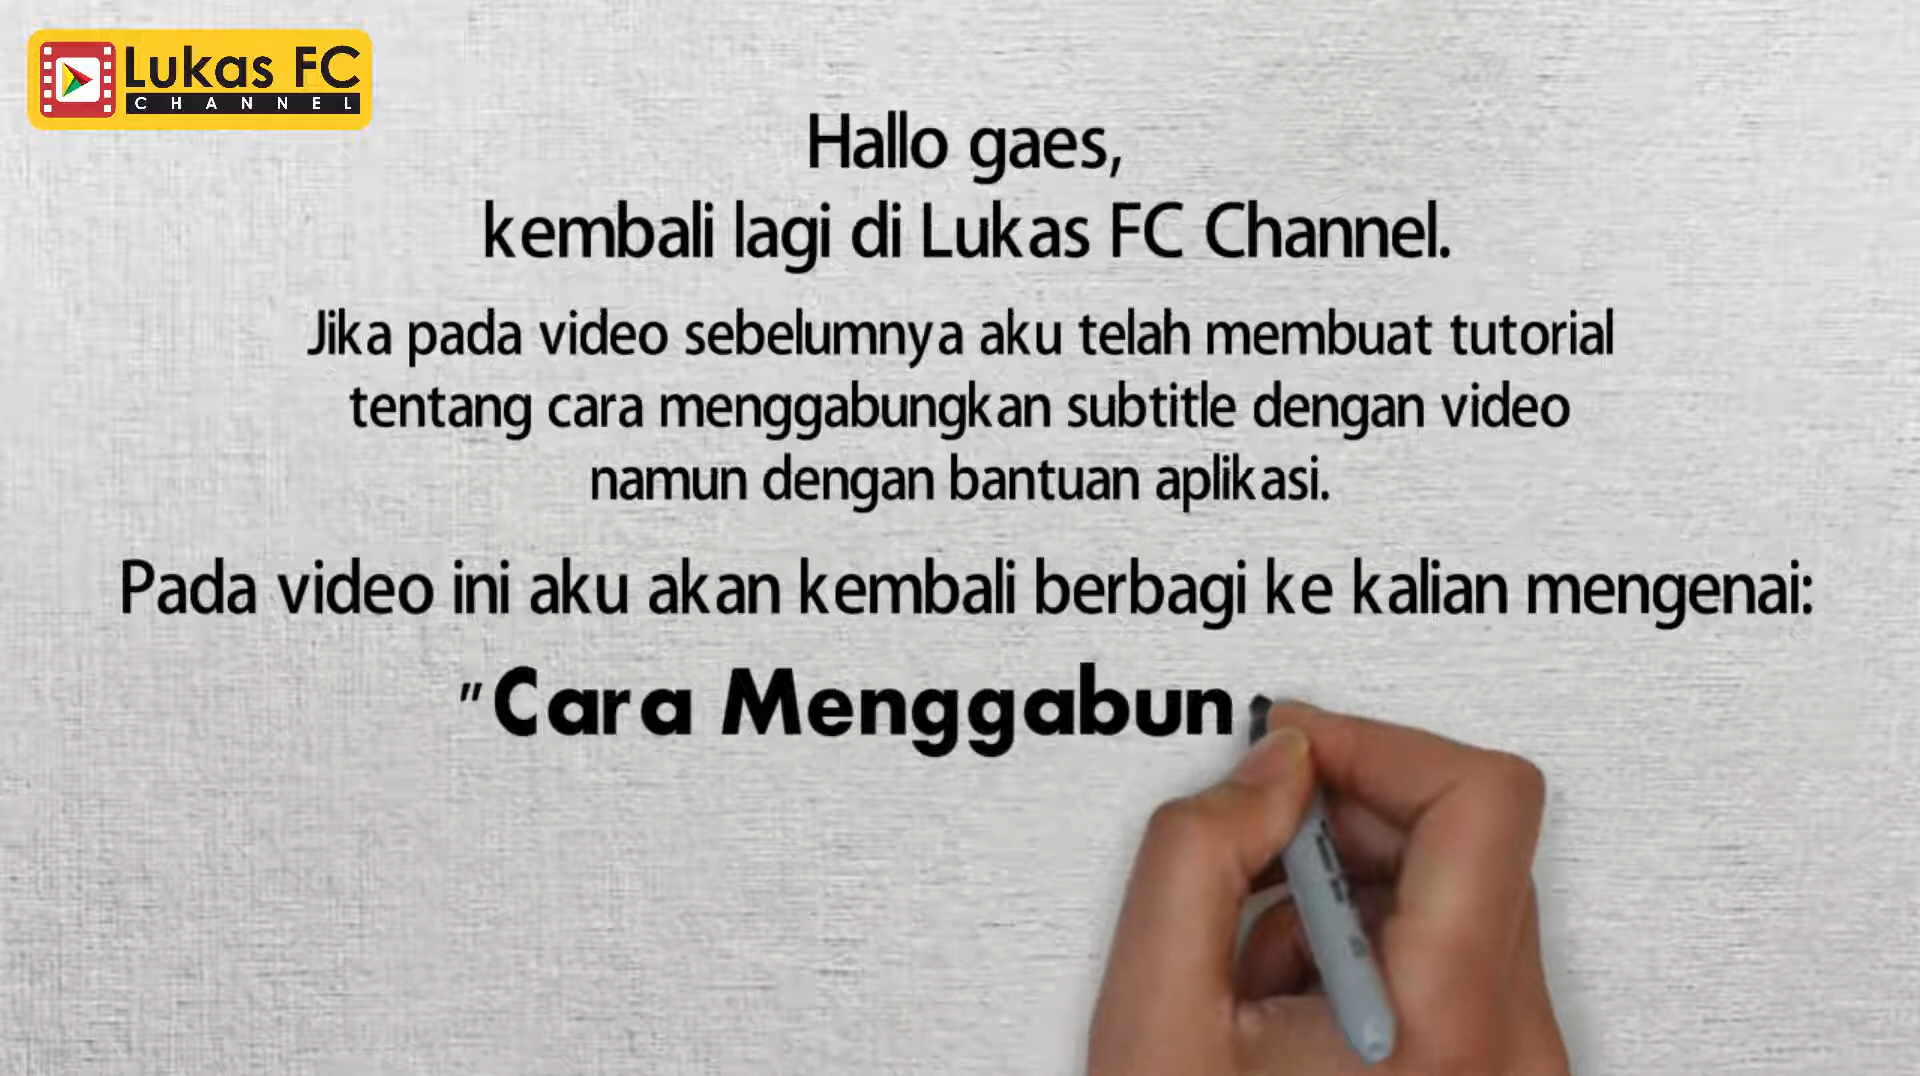 Lukas FC
CHANNEL
Hallo gaes,
kembali lagi di Lukas FC Channel.
Jika pada video sebelumnya aku telah membuat tutorial
tentang cara menggabungkan subtitle dengan video
namun dengan bantuan aplikasi.
Pada video ini aku akan kembali berbagi ke kalian mengenai:
"Cara Menggabun